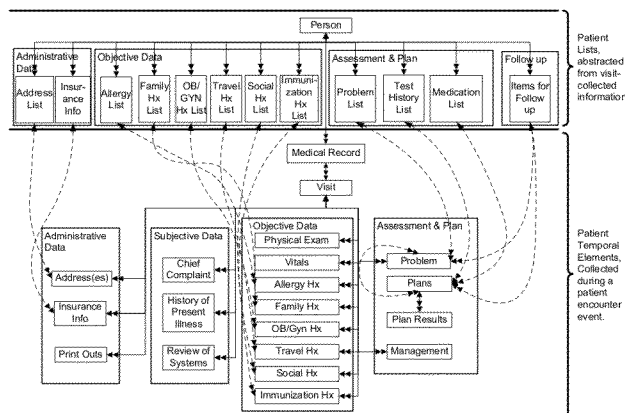 Person
Administrative
Data
Address
List
Insur-
ance
Info
Objective Data
Allergy
List
Family
Hx
List
OB/
GYN
Hx List
Travel
Hx
List
Social
Hx
List
Immuni-
zation
Hx
List
Assessment & Plan
Problem
List
Test
History
List
Medication
List
Follow up
Items for
Follow
up
Patient
Lists,
abstracted
from visit-
collected
information
Medical Record
Visit
Administrative
Data
Address(es)
Insurance
Info
Print Outs
Subjective Data
Chief
Complaint
History of
Present
Illness
Review of
Systems
Objective Data
Physical Exam
Vitals
Allergy Hx
Family Hx
OB/Gyn Hx
Travel Hx
Social Hx
Immunization Hx
Assessment & Plan
Problem
Plans
Plan Results
Management
Patient
Temporal
Elements,
Collected
during a
patient
encounter
event.